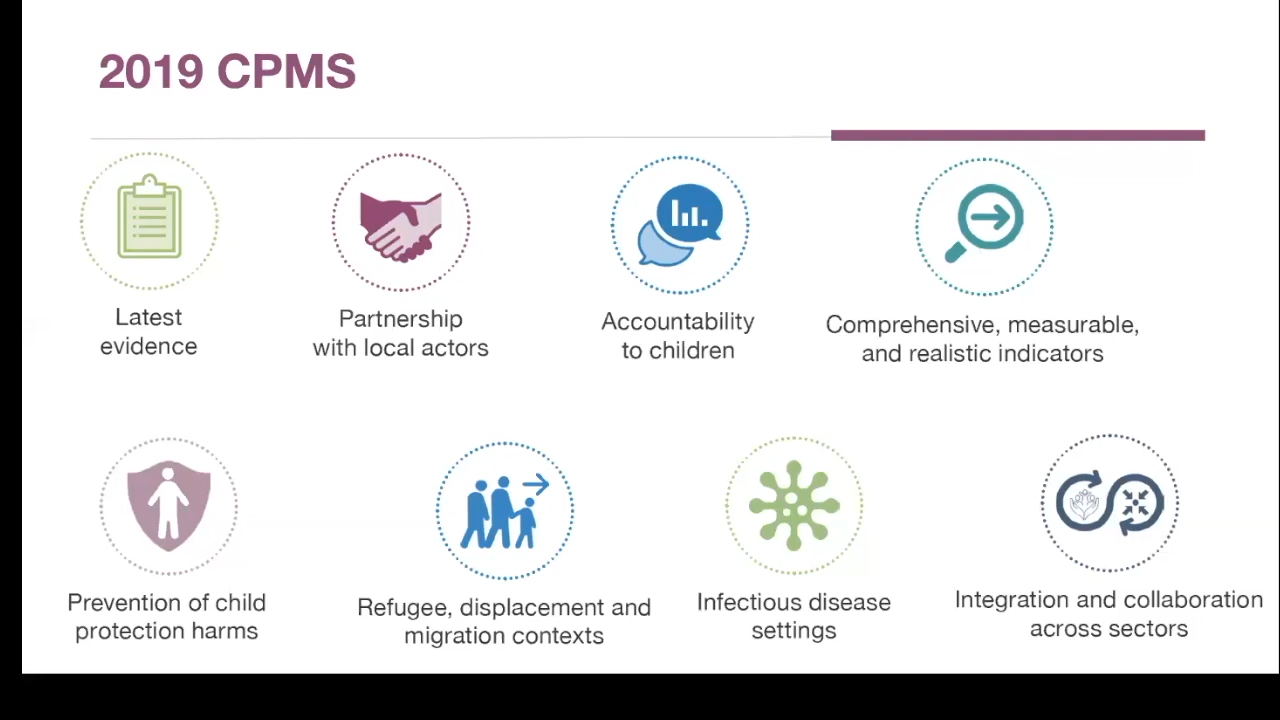 2019 CPMS
Latest
evidence
Partnership
with local actors
Accountability
to children
Comprehensive, measurable,
and realistic indicators
Prevention of child
protection harms
Refugee, displacement and
migration contexts
Infectious disease
settings
Integration and collaboration
across sectors